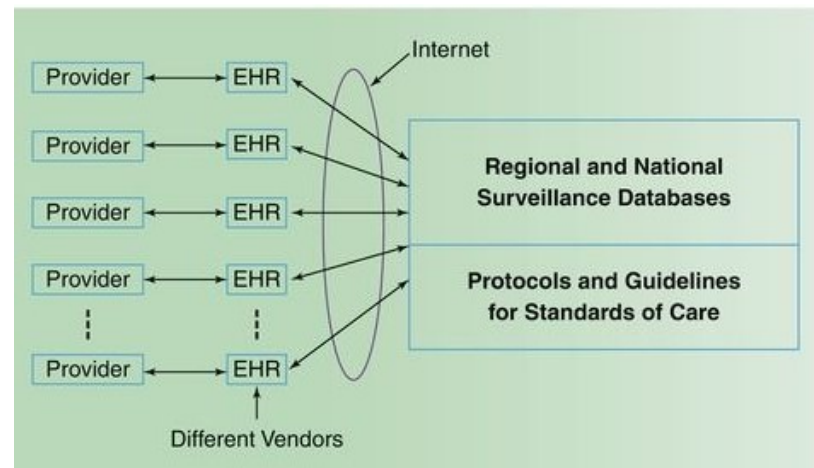 Internet
Provider
EHR
Provider
EHR
Regional and National
Surveillance Databases
Provider
EHR
Provider
EHR
Protocols and Guidelines
for Standards of Care
Provider
EHR
Different Vendors